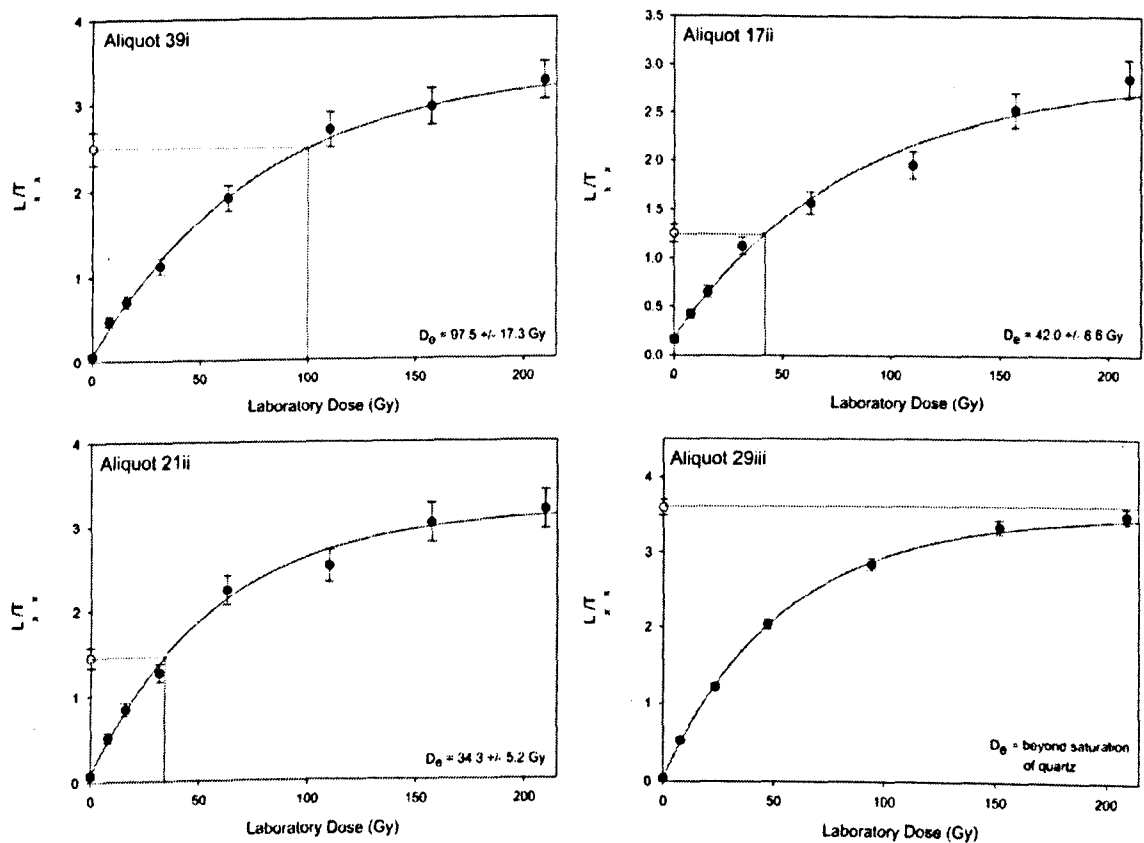 Aliquot 39i
4
3
2
1
0
L /T
x x
0 50 100 150 200
Laboratory Dose (Gy)
De = 97.5 +/- 17.3 Gy
Aliquot 17ii
3.5
3.0
2.5
2.0
1.5
1.0
0.5
0.0
L /T
x x
0 50 100 150 200
Laboratory Dose (Gy)
De = 42.0 +/- 6.6 Gy
Aliquot 21ii
4
3
2
1
0
L /T
x x
0 50 100 150 200
Laboratory Dose (Gy)
De = 34.3 +/- 5.2 Gy
Aliquot 29iii
4
3
2
1
0
L /T
x x
0 50 100 150 200
Laboratory Dose (Gy)
De = beyond saturation
of quartz